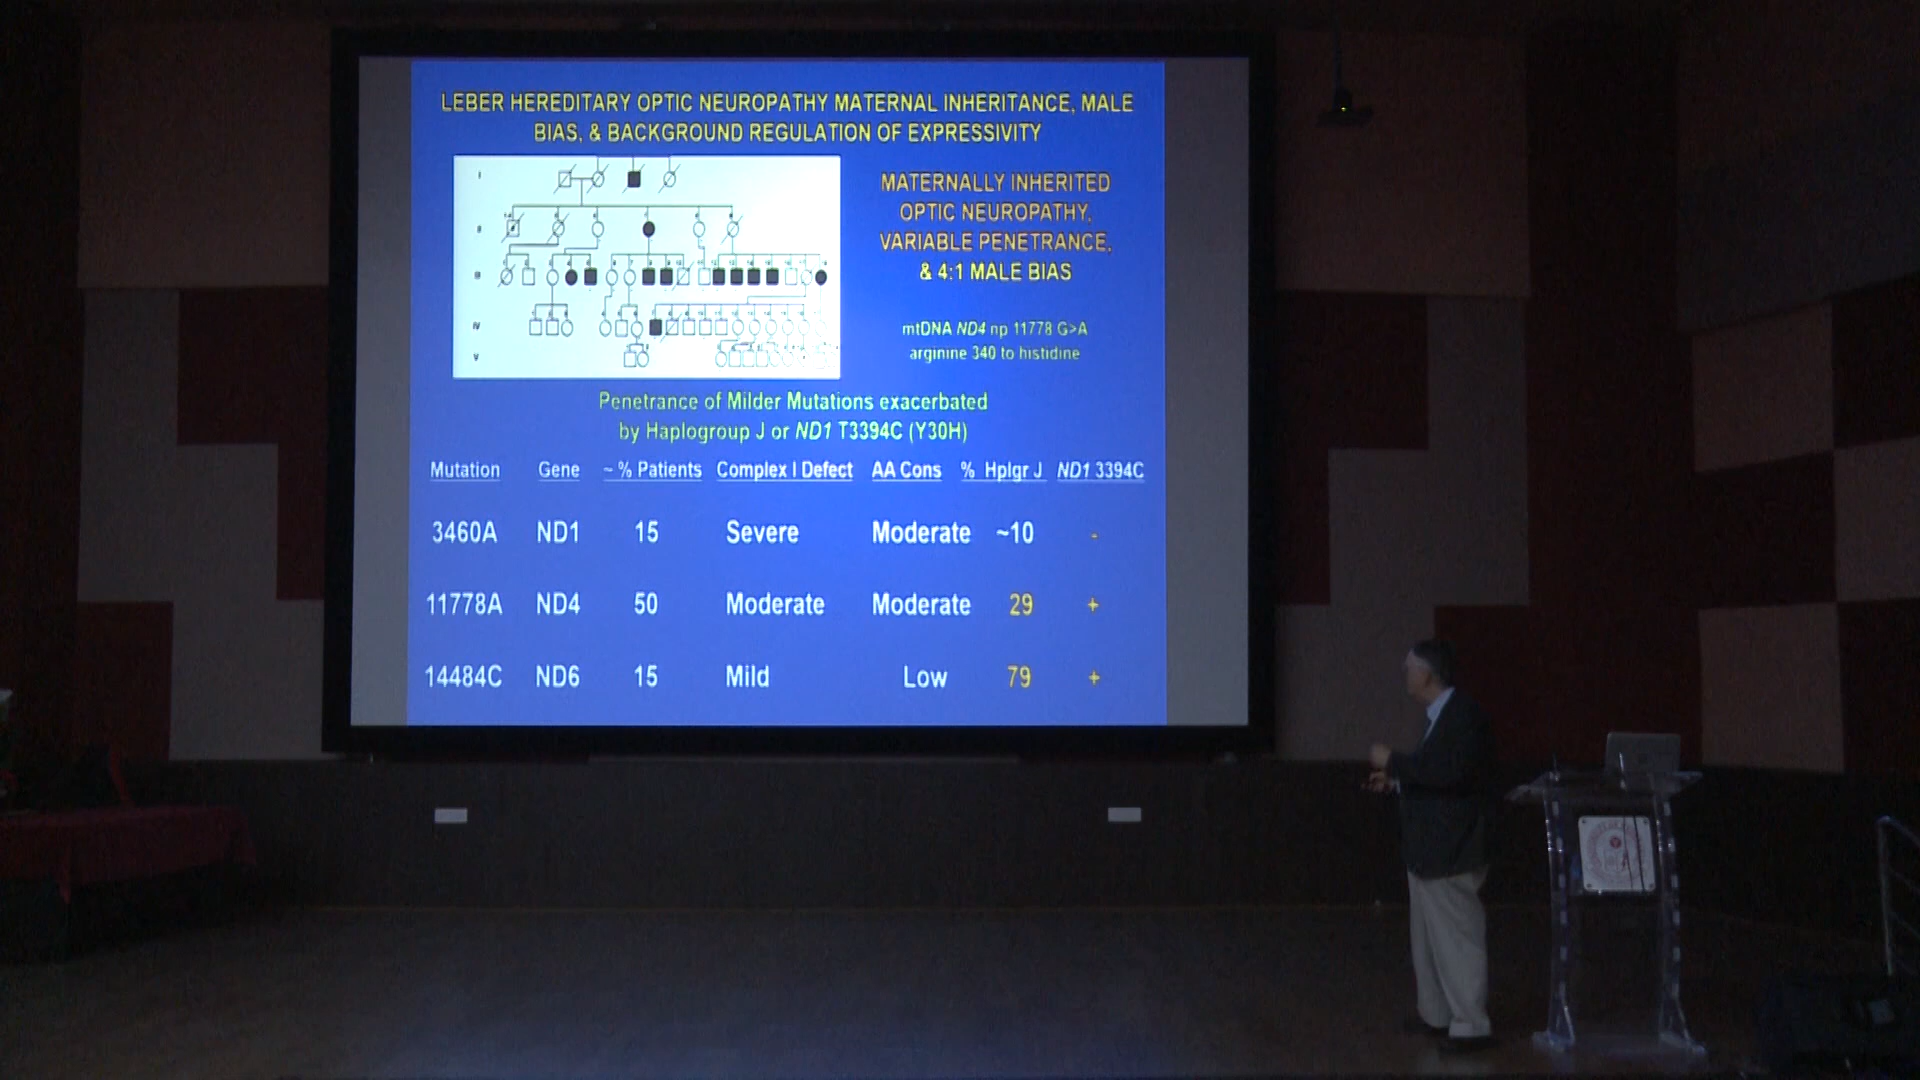 LEBER HEREDITARY OPTIC NEUROPATHY MATERNAL INHERITANCE, MALE
BIAS, & BACKGROUND REGULATION OF EXPRESSIVITY
I
II
III
IV
V
MATERNALLY INHERITED
OPTIC NEUROPATHY,
VARIABLE PENETRANCE,
& 4:1 MALE BIAS
mtDNA ND4 np 11778 G>A
arginine 340 to histidine
Penetrance of Milder Mutations exacerbated
by Haplogroup J or ND1 T3394C (Y30H)
Mutation Gene ~ % Patients Complex I Defect AA Cons % Hplgr J ND1 3394C
3460A ND1 15 Severe Moderate ~10 -
11778A ND4 50 Moderate Moderate 29 +
14484C ND6 15 Mild Low 79 +